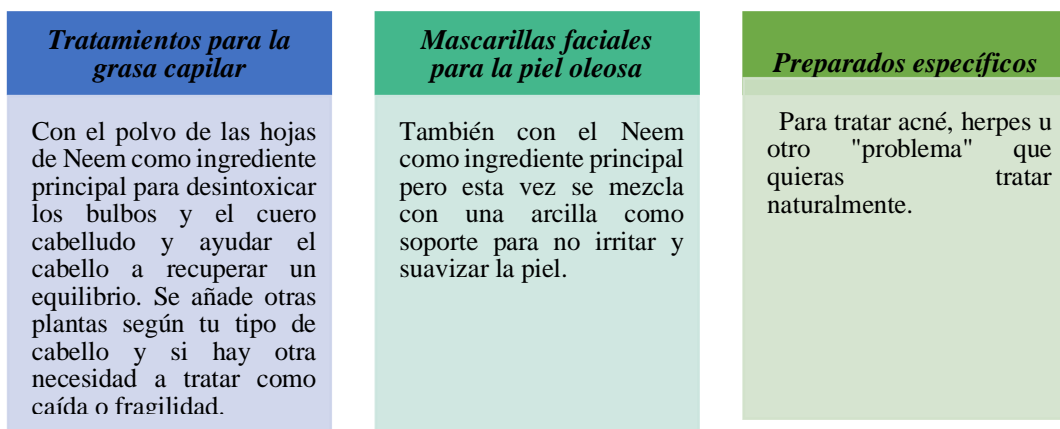 Tratamientos para la
grasa capilar
Con el polvo de las hojas
de Neem como ingrediente
principal para desintoxicar
los bulbos y el cuero
cabelludo y ayudar el
cabello a recuperar un
equilibrio. Se añade otras
plantas según tu tipo de
cabello y si hay otra
necesidad a tratar como
caída o fragilidad.
Mascarillas faciales
para la piel oleosa
También con el Neem
como ingrediente principal
pero esta vez se mezcla
con una arcilla como
soporte para no irritar y
suavizar la piel.
Preparados específicos
Para tratar acné, herpes u
otro "problema" que
quieras tratar
naturalmente.